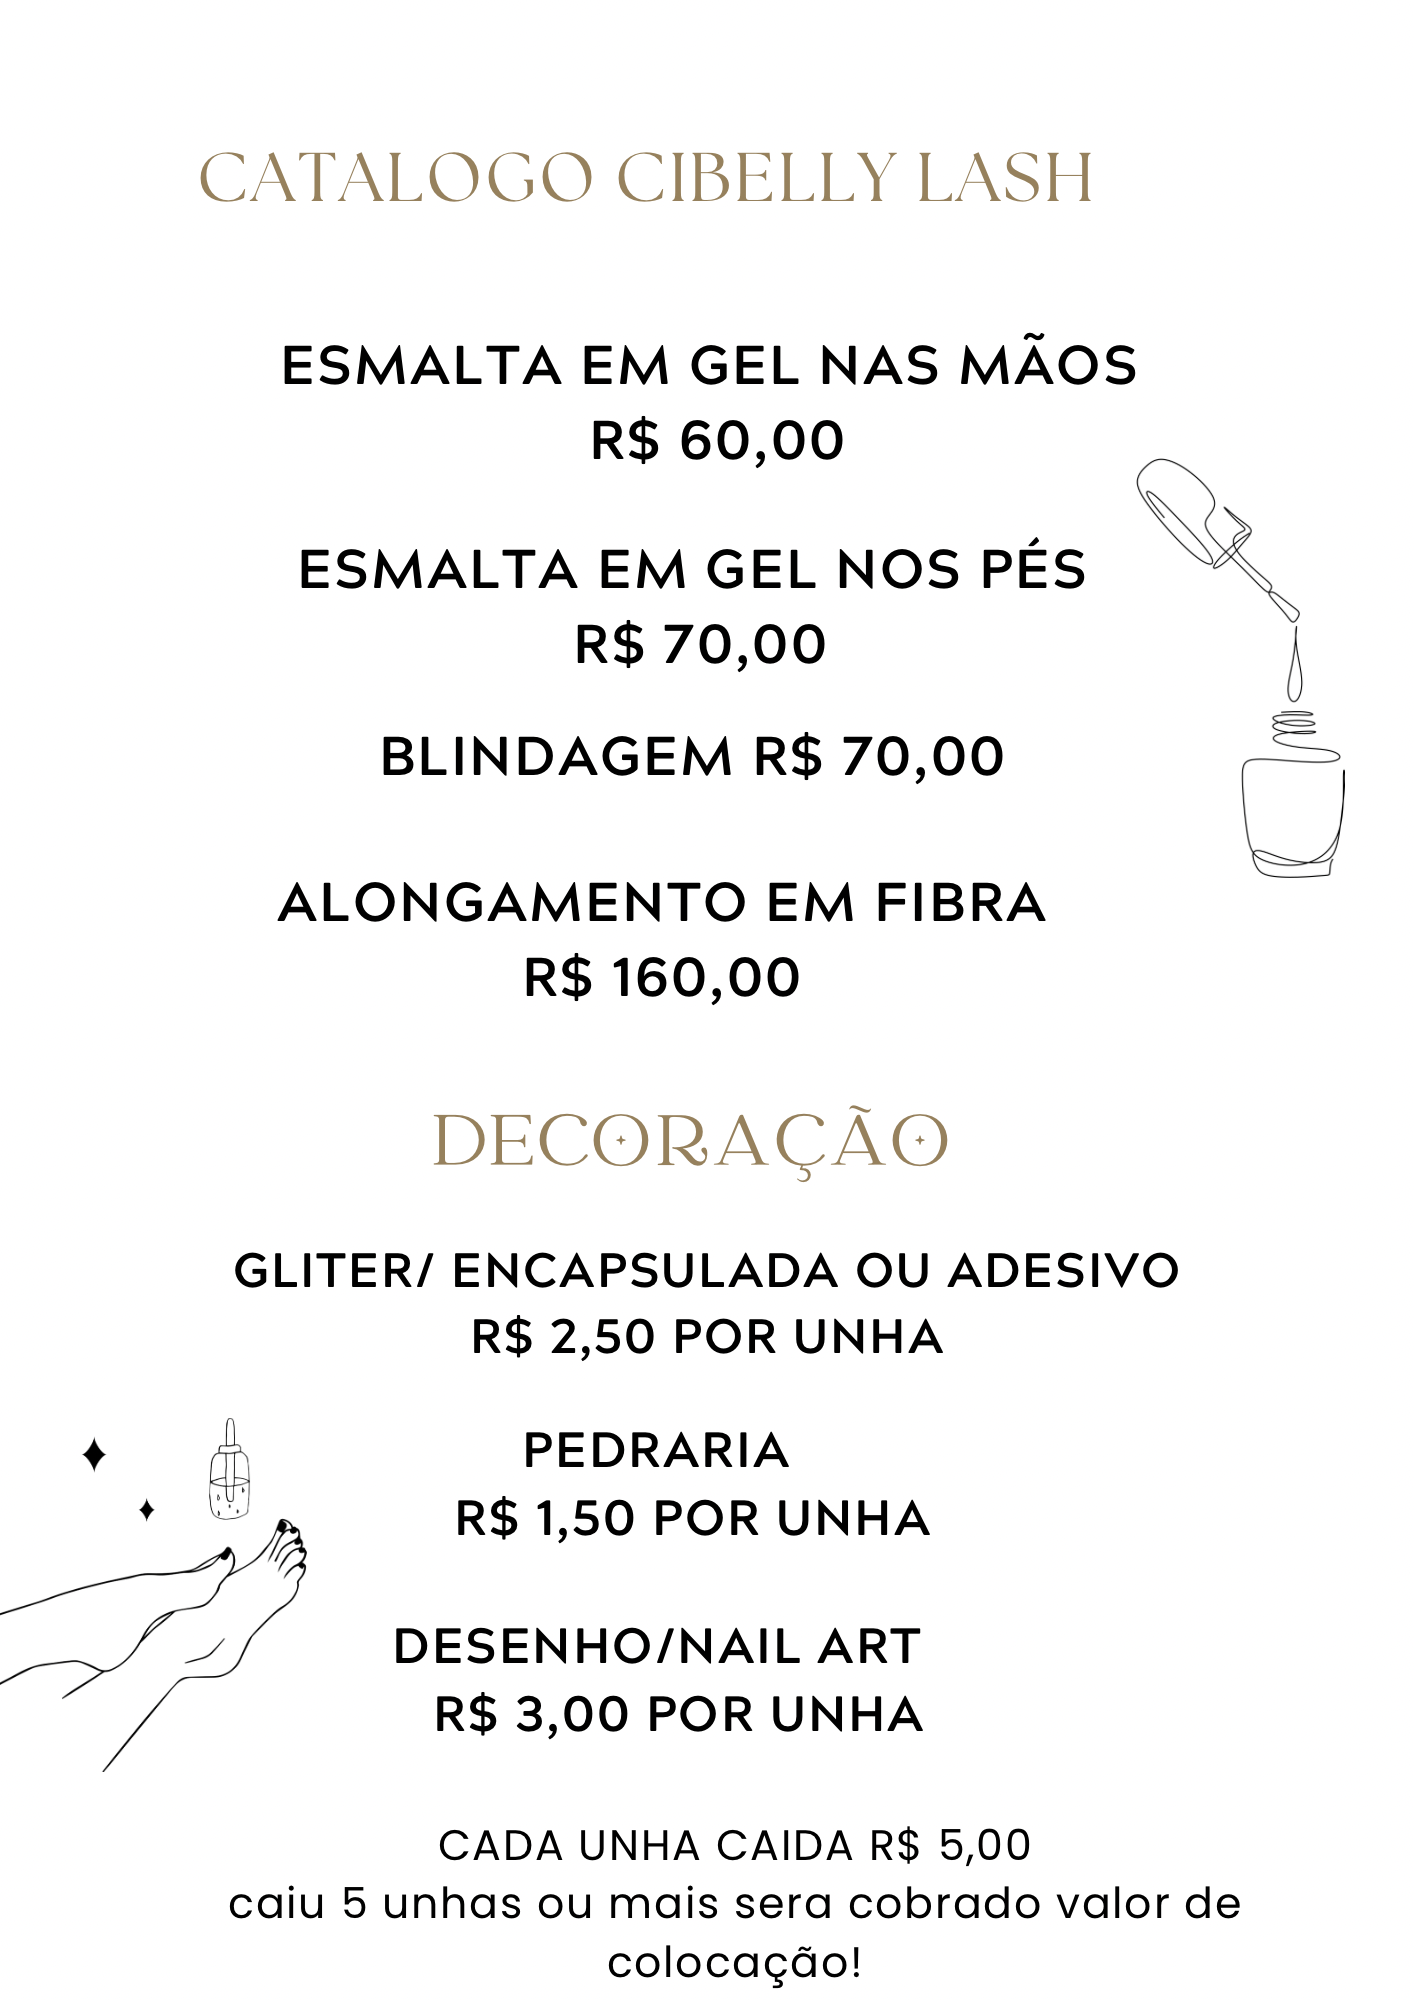 CATALOGO CIBELLY LASH
ESMALTA EM GEL NAS MÃOS
R$ 60,00
ESMALTA EM GEL NOS PÉS
R$ 70,00
BLINDAGEM R$ 70,00
ALONGAMENTO EM FIBRA
R$ 160,00
DECORAÇÃO
GLITER/ ENCAPSULADA OU ADESIVO
R$ 2,50 POR UNHA
PEDRARIA
R$ 1,50 POR UNHA
DESENHO/NAIL ART
R$ 3,00 POR UNHA
CADA UNHA CAIDA R$ 5,00
caiu 5 unhas ou mais sera cobrado valor de
colocação!